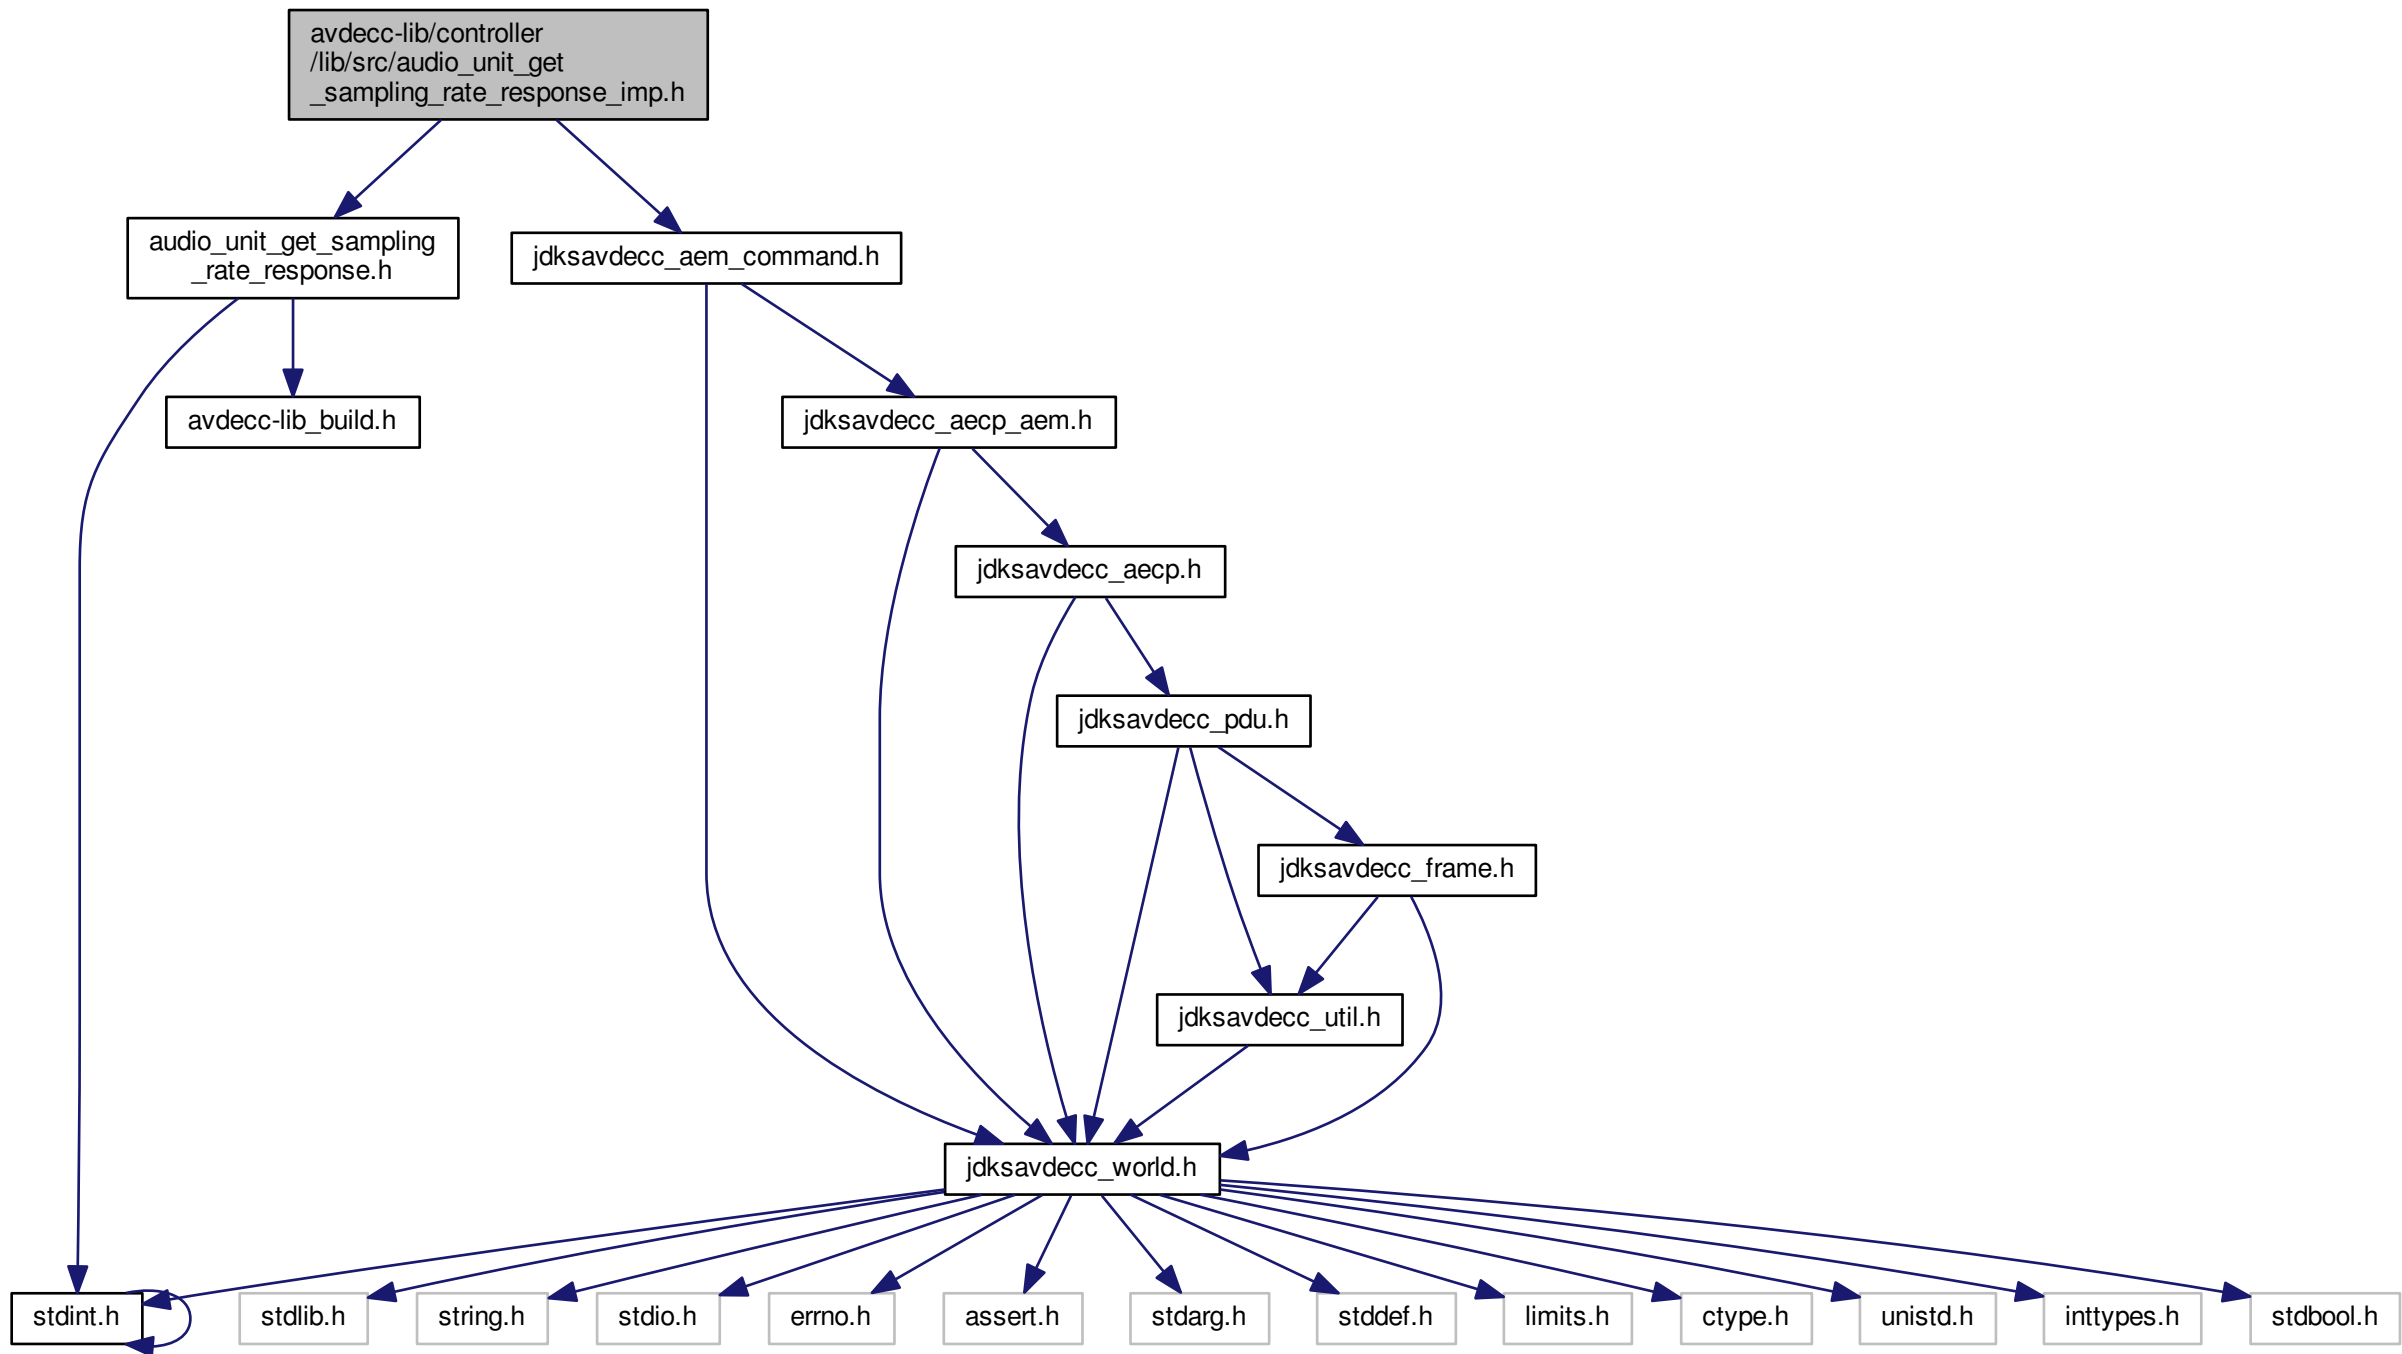 avdecc-lib/controller
/lib/src/audio_unit_get
_sampling_rate_response_imp.h
audio_unit_get_sampling
_rate_response.h
jdksavdecc_aem_command.h
avdecc-lib_build.h
jdksavdecc_aecp_aem.h
jdksavdecc_aecp.h
jdksavdecc_pdu.h
jdksavdecc_frame.h
jdksavdecc_util.h
jdksavdecc_world.h
stdint.h
stdlib.h
string.h
stdio.h
errno.h
assert.h
stdarg.h
stddef.h
limits.h
ctype.h
unistd.h
inttypes.h
stdbool.h